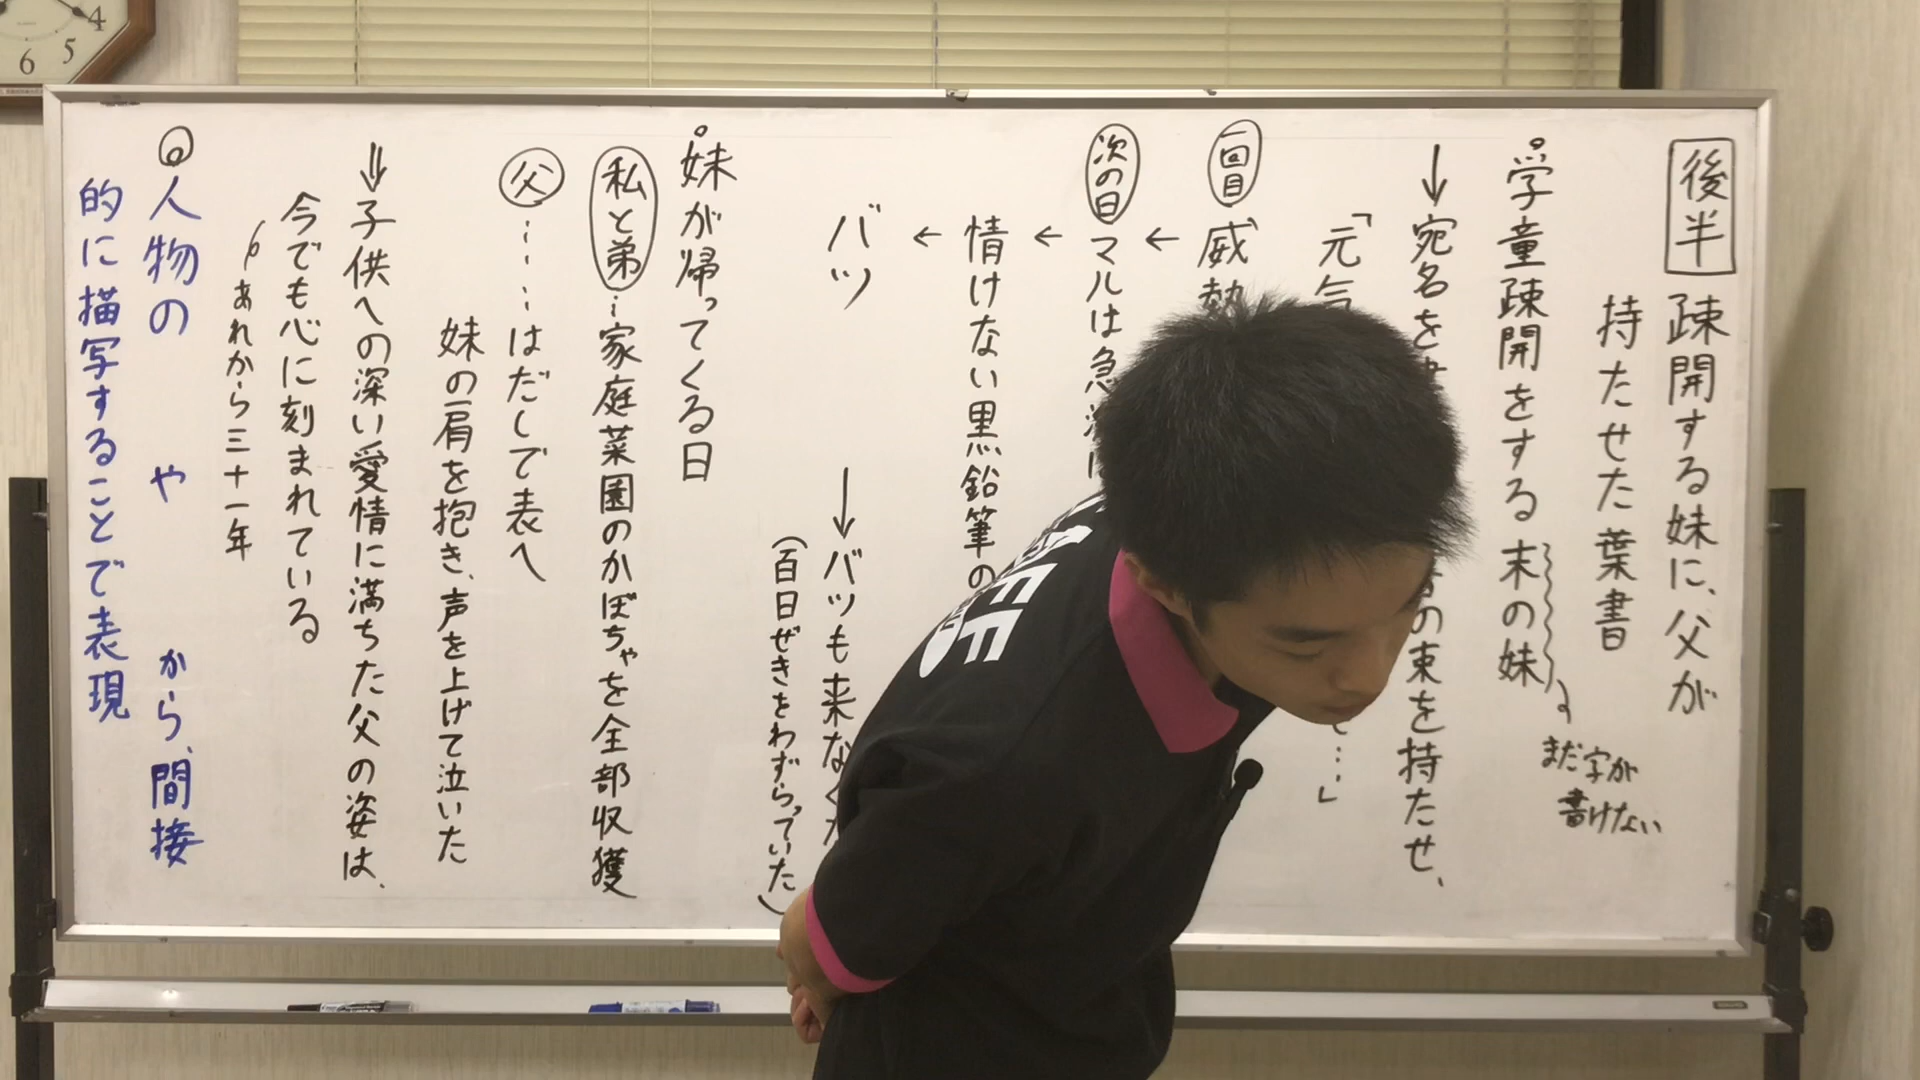 後半 疎開する妹に、父が
持たせた葉書
学童疎開をする末の妹
まだ字が
書けない
↓宛名を
の束を持たせ、
「元気
…」
一回目 威勢
次の日 マルは急
情けない黒鉛筆の
バツ
↓バツも来なく
(百日ぜきをわずらっていた)
妹が帰ってくる日
私と弟…家庭菜園のかぼちゃを全部収穫
父……はだしで表へ
妹の肩を抱き、声を上げて泣いた
⇓子供への深い愛情に満ちた父の姿は、
今でも心に刻まれている
あれから三十一年
人物の や から、間接
的に描写することで表現
4
5
6